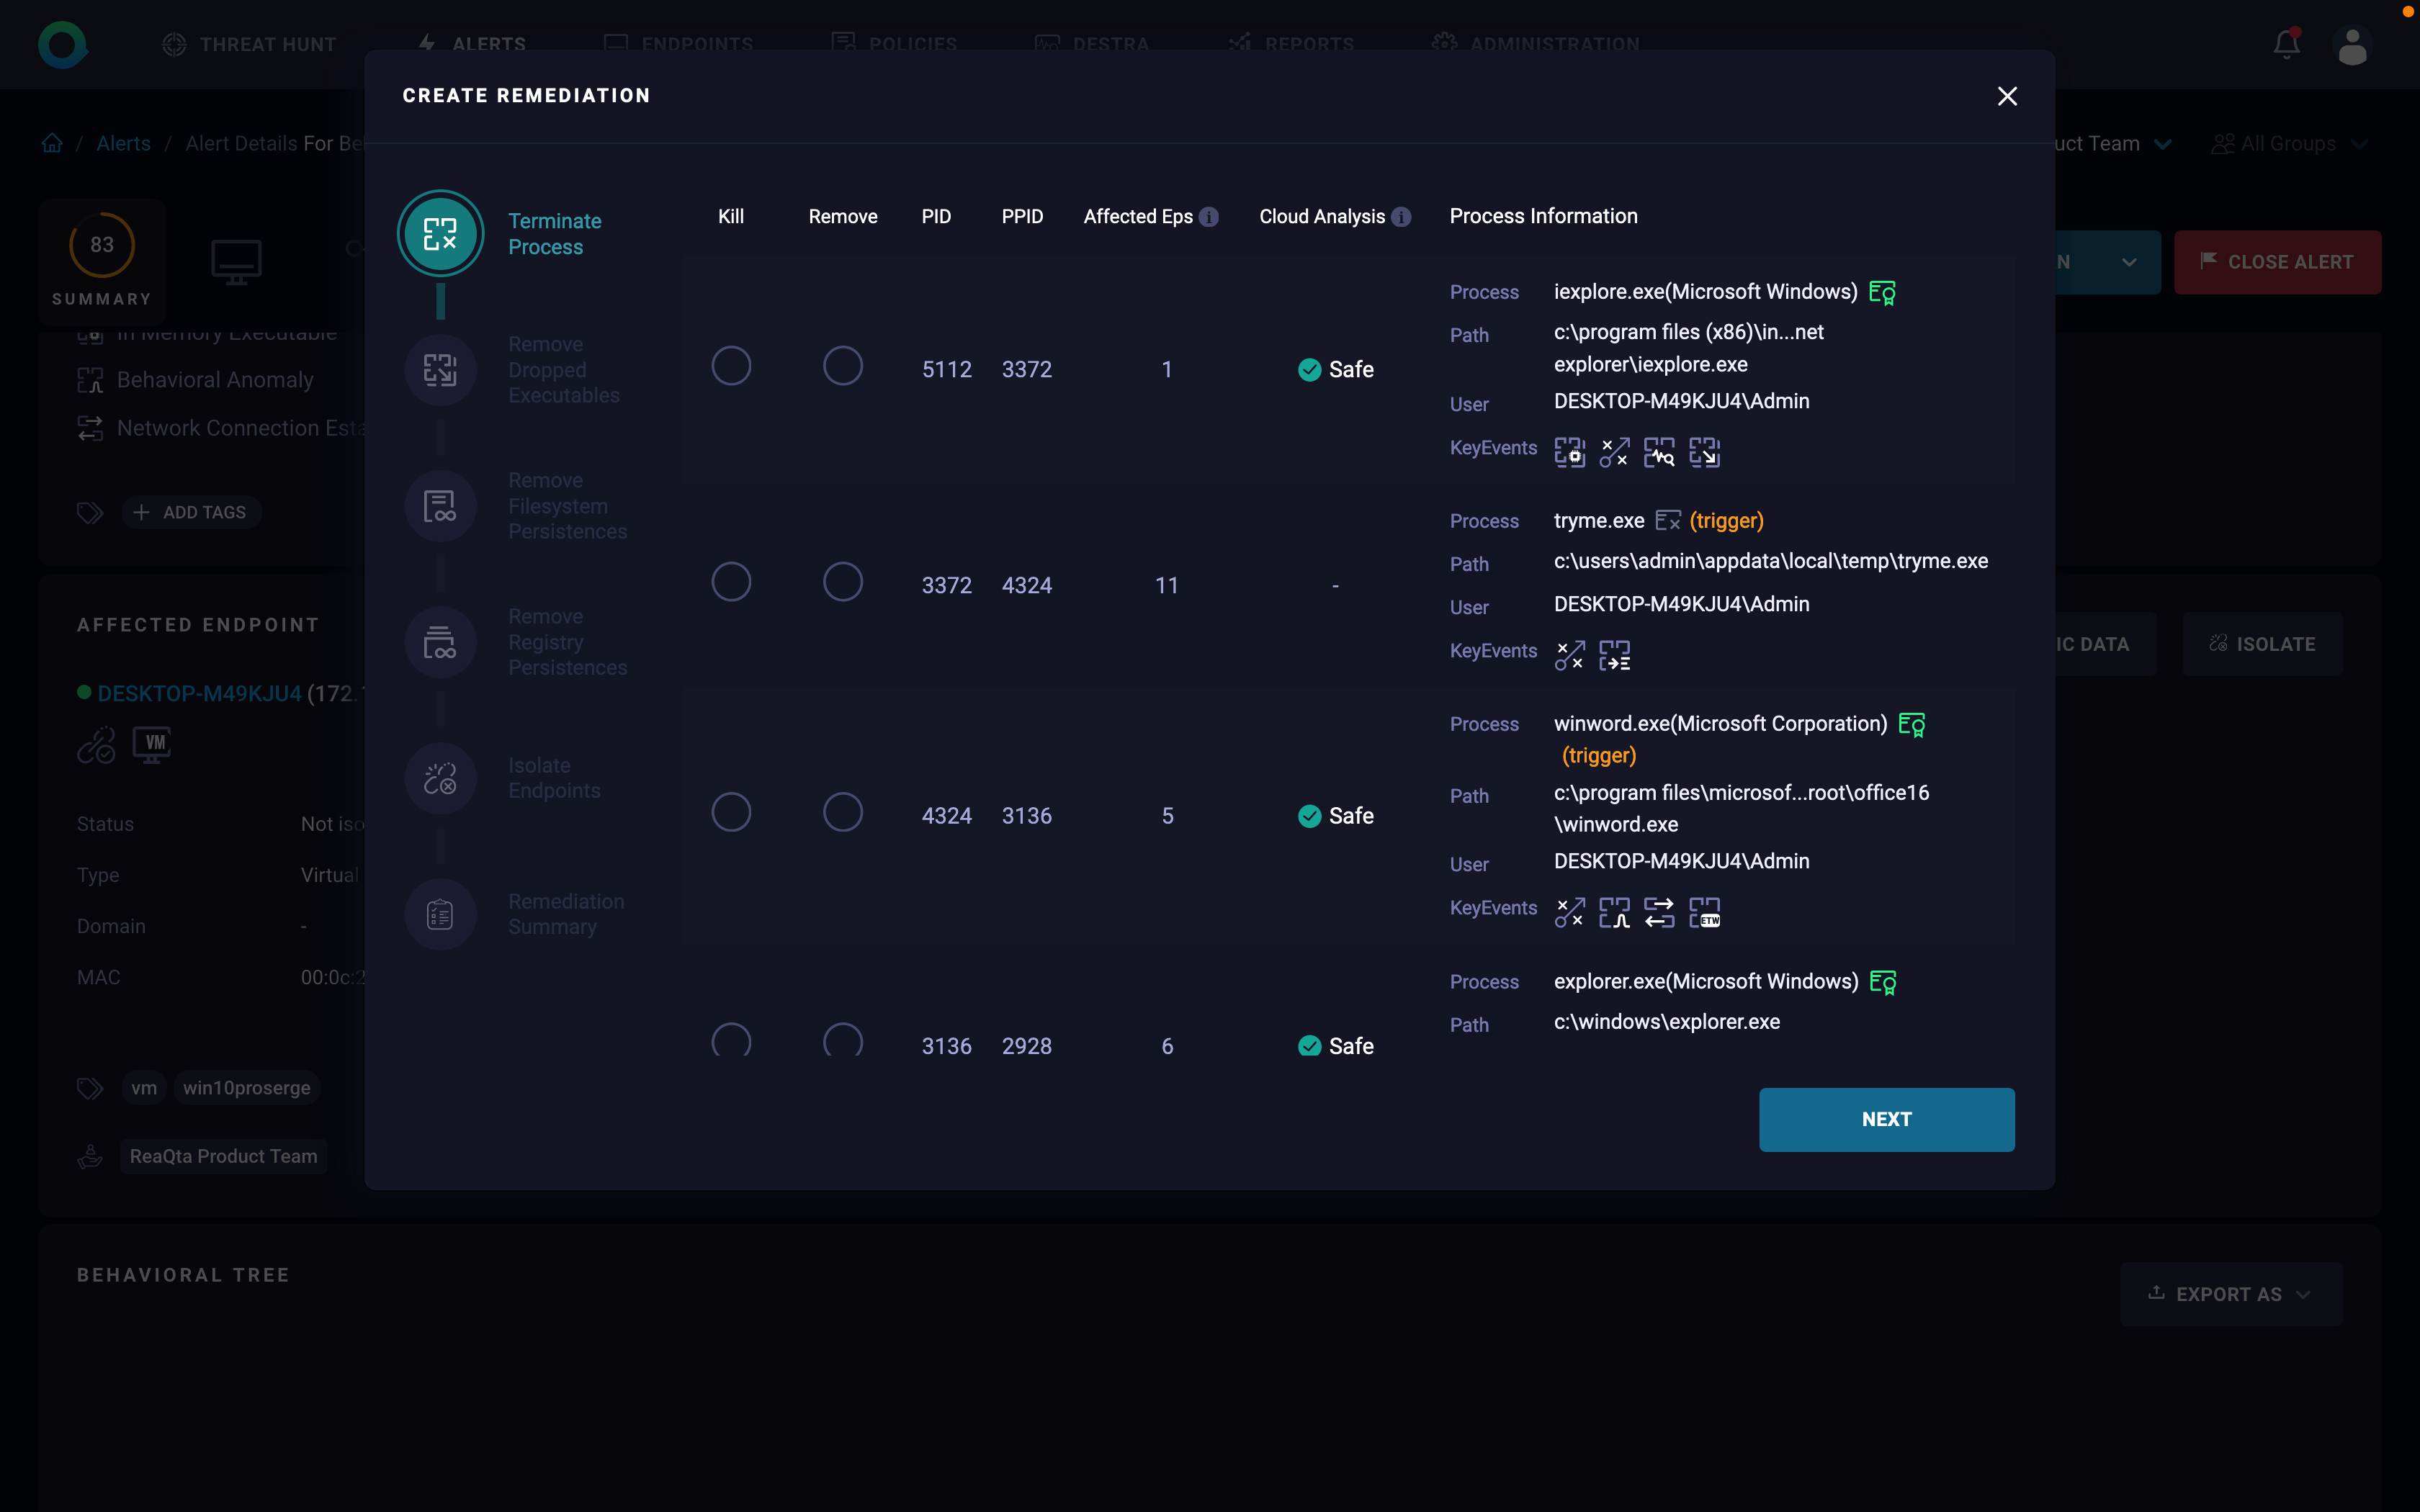 THREAT HUNT
ALERTS
ENDPOINTS
POLICIES
DESTRA
REPORTS
ADMINISTRATION
CREATE REMEDIATION
/ Alerts / Alert Details For Be
uct Team
All Groups
83
SUMMARY
N
CLOSE ALERT
In Memory Executable
Behavioral Anomaly
Network Connection Esta
ADD TAGS
AFFECTED ENDPOINT
DESKTOP-M49KJU4 (172.1
VM
Status
Not iso
Type
Virtual
Domain
-
MAC
00:0c:2
vm
win10proserge
ReaQta Product Team
IC DATA
ISOLATE
Terminate
Process
Remove
Dropped
Executables
Remove
Filesystem
Persistences
Remove
Registry
Persistences
Isolate
Endpoints
Remediation
Summary
Kill
Remove
PID
PPID
Affected Eps
Cloud Analysis
Process Information
5112
3372
1
Safe
Process
iexplore.exe(Microsoft Windows)
Path
c:\program files (x86)\in...net
explorer\iexplore.exe
User
DESKTOP-M49KJU4\Admin
KeyEvents
3372
4324
11
-
Process
tryme.exe
(trigger)
Path
c:\users\admin\appdata\local\temp\tryme.exe
User
DESKTOP-M49KJU4\Admin
KeyEvents
4324
3136
5
Safe
Process
winword.exe(Microsoft Corporation)
(trigger)
Path
c:\program files\microsof...root\office16
\winword.exe
User
DESKTOP-M49KJU4\Admin
KeyEvents
ETW
3136
2928
6
Safe
Process
explorer.exe(Microsoft Windows)
Path
c:\windows\explorer.exe
NEXT
BEHAVIORAL TREE
EXPORT AS